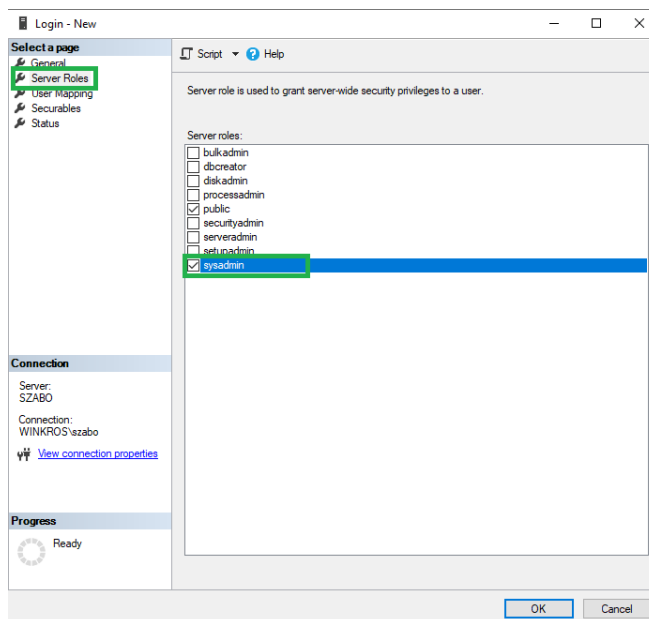 Login - New
Select a page
General
Server Roles
User Mapping
Securables
Status
Script
Help
Server role is used to grant server-wide security privileges to a user.
Server roles:
bulkadmin
dbcreator
diskadmin
processadmin
public
securityadmin
serveradmin
setupadmin
sysadmin
Connection
Server:
SZABO
Connection:
WINKROS\szabo
View connection properties
Progress
Ready
OK
Cancel